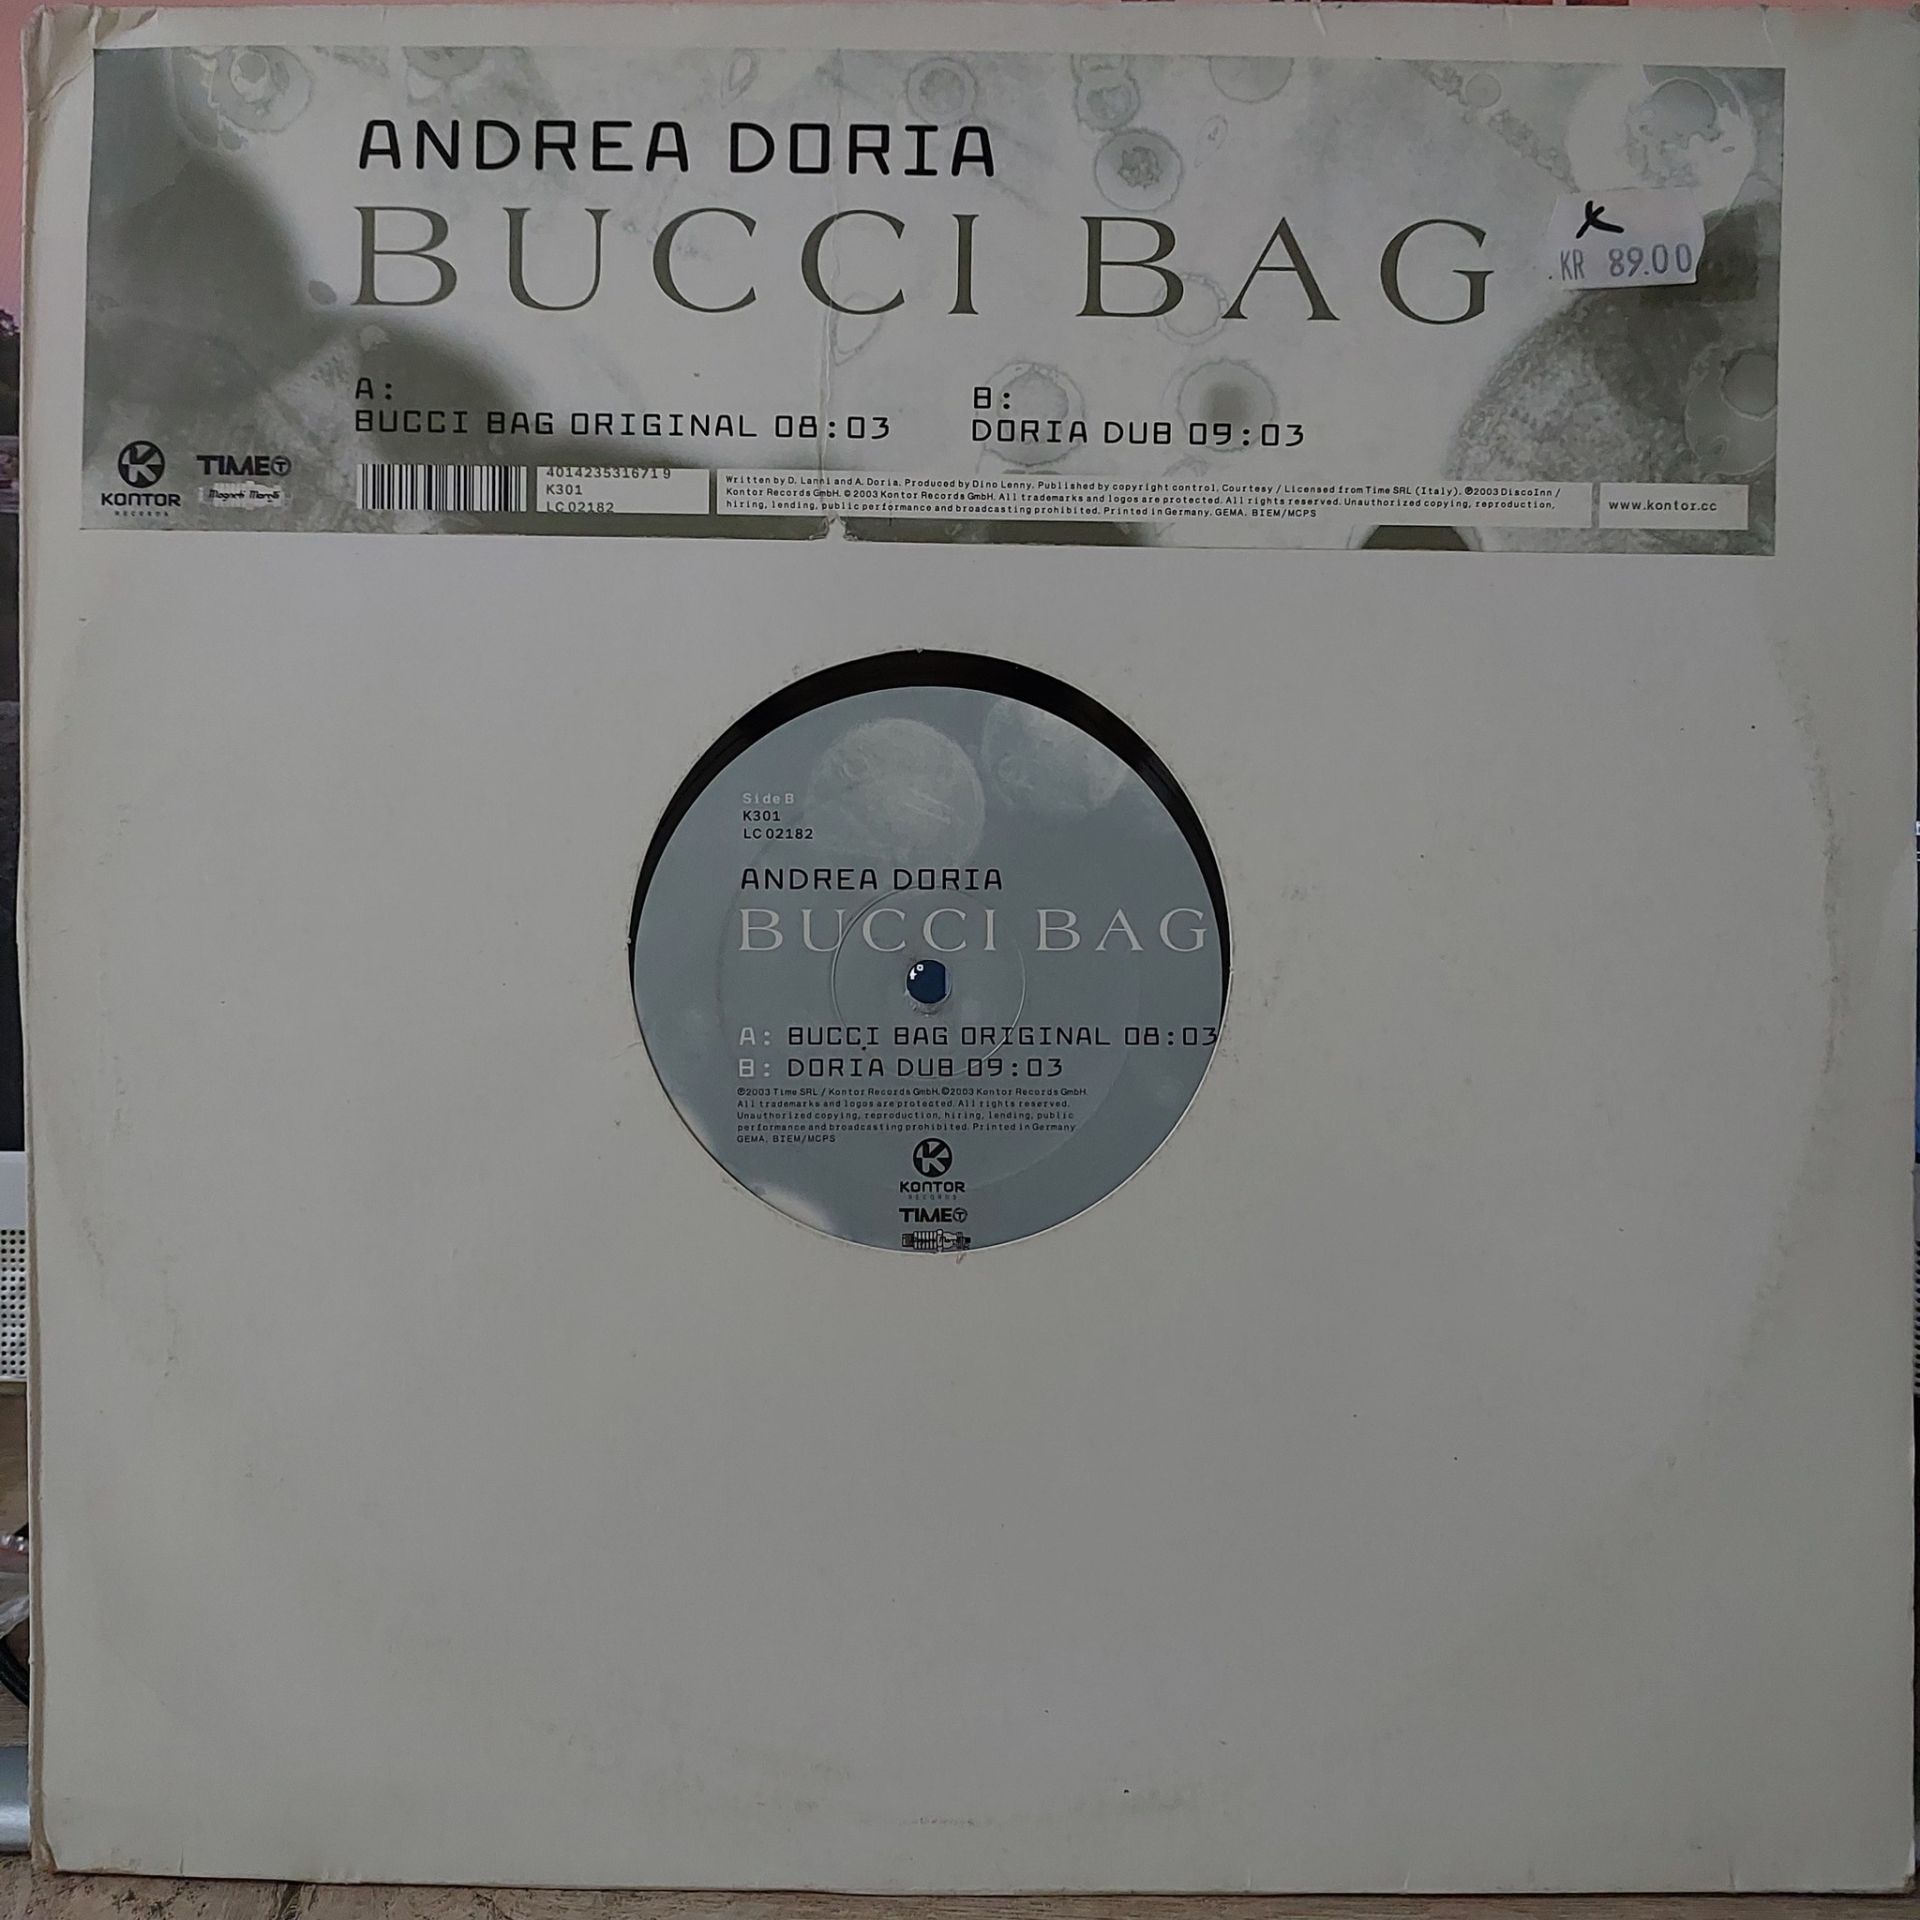 ANDREA DORIA
BUCCI BAG
K
KR 89.00
A:
BUCCI BAG ORIGINAL 08:03
B:
DORIA DUB 09:03
KONTOR
RECORDS
TIME T
Magneti Marelli
4014235316719
K301
LC 02182
Written by D. Lanni and A. Doria. Produced by Dino Lenny. Published by copyright control. Courtesy / Licensed from Time SRL (Italy). ℗2003 DiscoInn /
Kontor Records GmbH. © 2003 Kontor Records GmbH. All trademarks and logos are protected. All rights reserved. Unauthorized copying, reproduction,
hiring, lending, public performance and broadcasting prohibited. Printed in Germany. GEMA. BIEM/MCPS
www.kontor.cc
Side B
K301
LC 02182
ANDREA DORIA
BUCCI BAG
A: BUCCI BAG ORIGINAL 08:03
B: DORIA DUB 09:03
℗2003 Time SRL / Kontor Records GmbH. ©2003 Kontor Records GmbH.
All trademarks and logos are protected. All rights reserved.
Unauthorized copying, reproduction, hiring, lending, public
performance and broadcasting prohibited. Printed in Germany.
GEMA, BIEM/MCPS
KONTOR
RECORDS
TIME T